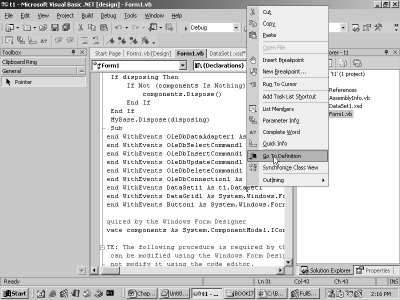 t1 - Microsoft Visual Basic .NET [design] - Form1.vb
File Edit View Project Build Debug Tools Window Help
Debug
Toolbox
Clipboard Ring
General
Pointer
Start Page Form1.vb [Design]* Form1.vb* DataSet1.xsd*
Form1
(Declarations)
If disposing Then
If Not (components Is Nothing)
components.Dispose()
End If
End If
MyBase.Dispose(disposing)
Sub
end WithEvents OleDbDataAdapter1 As
end WithEvents OleDbSelectCommand1
end WithEvents OleDbInsertCommand1
end WithEvents OleDbUpdateCommand1
end WithEvents OleDbDeleteCommand1
end WithEvents OleDbConnection1 As
end WithEvents DataSet11 As t1.DataSet1
end WithEvents DataGrid1 As System.Windows.For
end WithEvents Button1 As System.Windows.Form
quired by the Windows Form Designer
vate components As System.ComponentModel.ICon
TE: The following procedure is required by th
can be modified using the Windows Form Desig
not modify it using the code editor.
Cut
Copy
Paste
Open File
Insert Breakpoint
New Breakpoint...
Run To Cursor
Add Task List Shortcut
List Members
Parameter Info
Complete Word
Quick Info
Go To Definition
Synchronize Class View
Outlining
orer - t1
't1' (1 project)
References
AssemblyInfo.vb
DataSet1.xsd
Form1.vb
Solution Explorer Properties
Ready
Ln 31
Col 43
Ch 43
INS
Start
Chap...
Untitl...
t1 - ...
\BOOK17
C:\B...
FullS...
2:16 PM